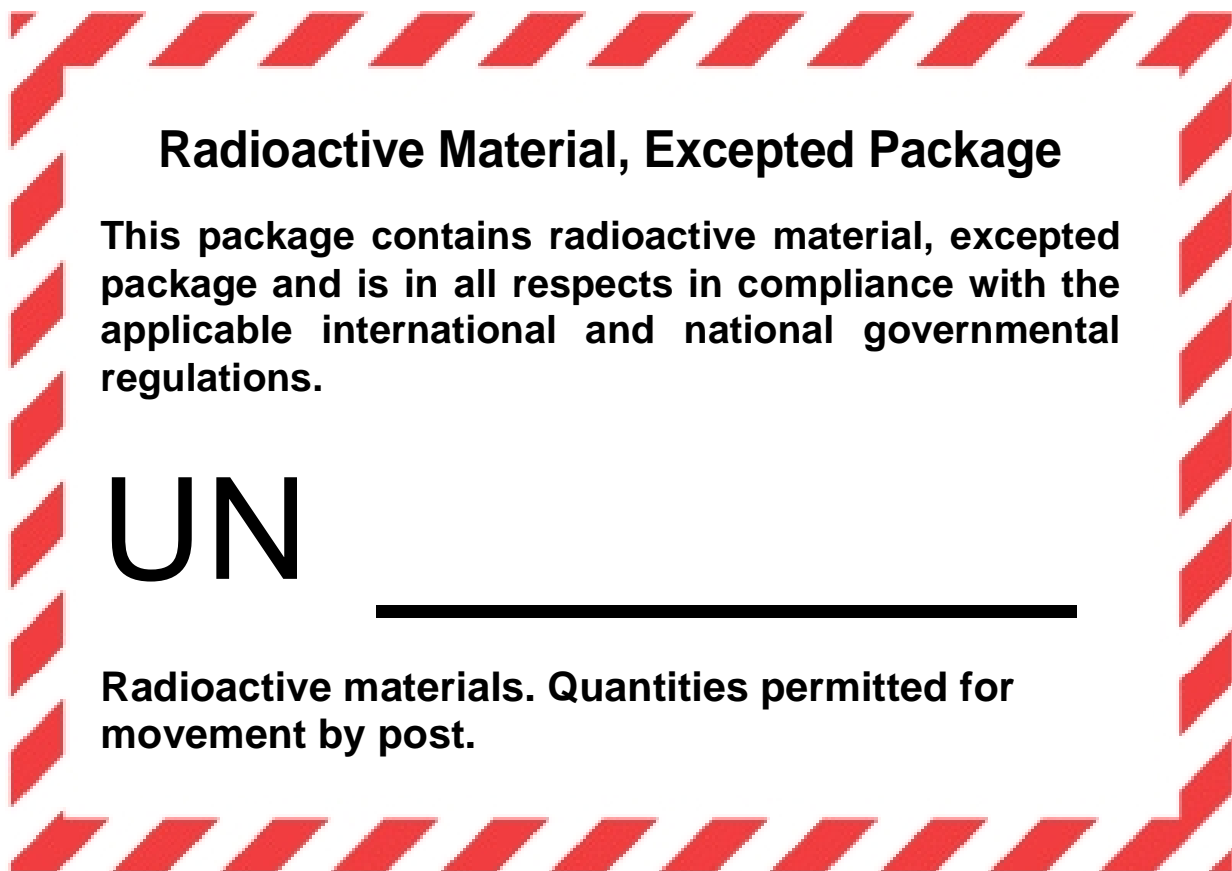 Radioactive Material, Excepted Package
This package contains radioactive material, excepted
package and is in all respects in compliance with the
applicable international and national governmental
regulations.
UN
Radioactive materials. Quantities permitted for
movement by post.